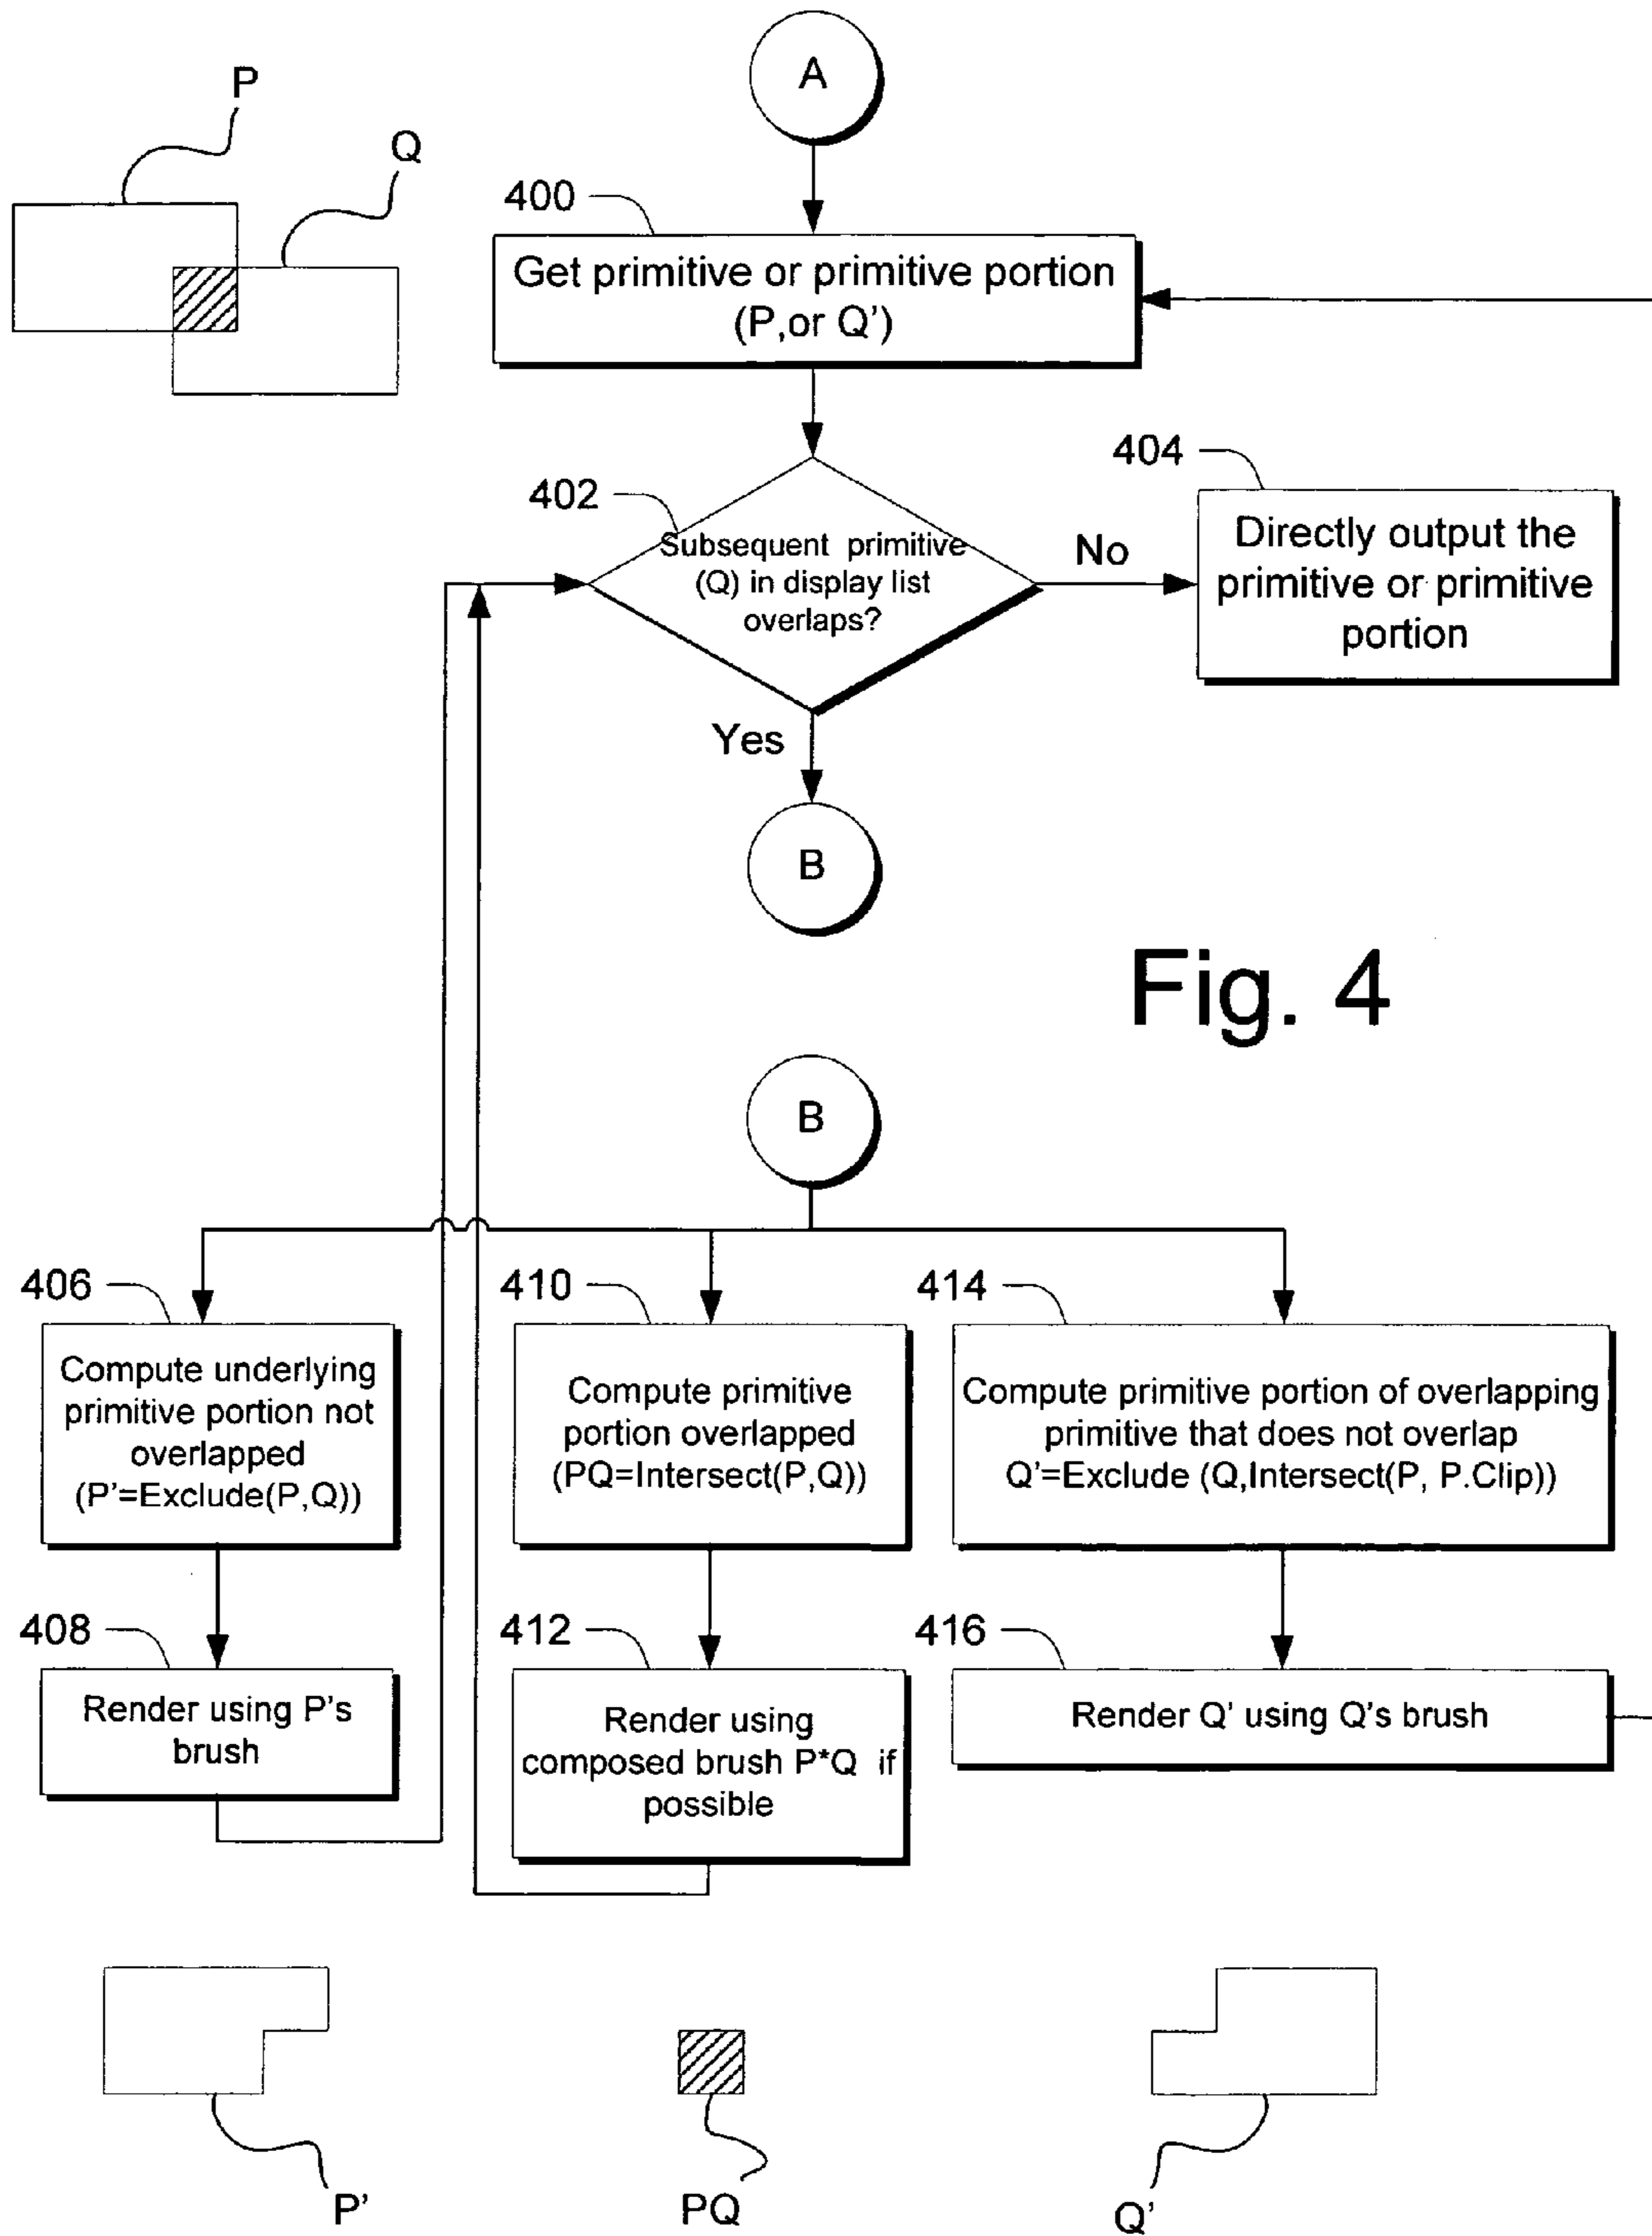 A
P
Q
400
Get primitive or primitive portion
(P,or Q')
402
Subsequent primitive
(Q) in display list
overlaps?
No
404
Directly output the
primitive or primitive
portion
Yes
B
Fig. 4
B
406
Compute underlying
primitive portion not
overlapped
(P'=Exclude(P,Q))
410
Compute primitive
portion overlapped
(PQ=Intersect(P,Q))
414
Compute primitive portion of overlapping
primitive that does not overlap
Q'=Exclude (Q,Intersect(P, P.Clip))
408
Render using P's
brush
412
Render using
composed brush P*Q if
possible
416
Render Q' using Q's brush
P'
PQ
Q'